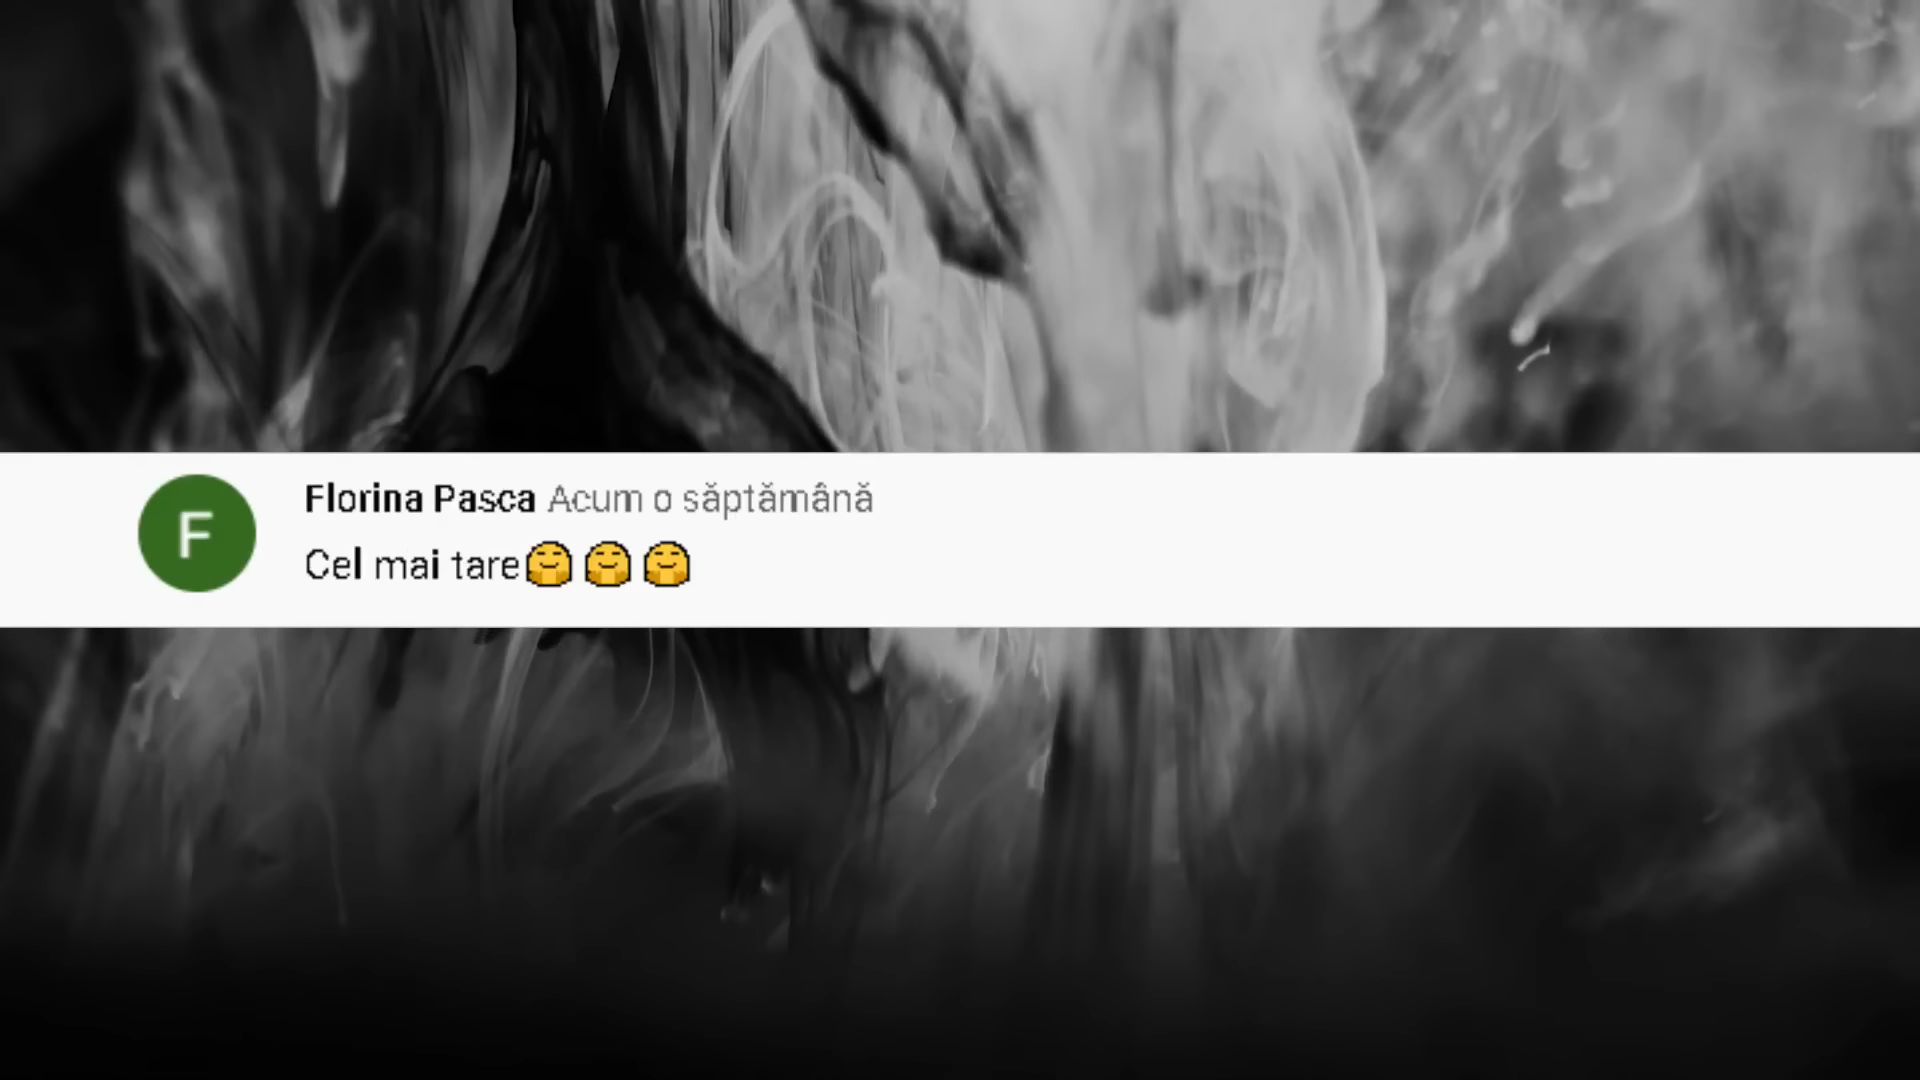 F
Florina Pasca Acum o săptămână
Cel mai tare🤗 🤗 🤗